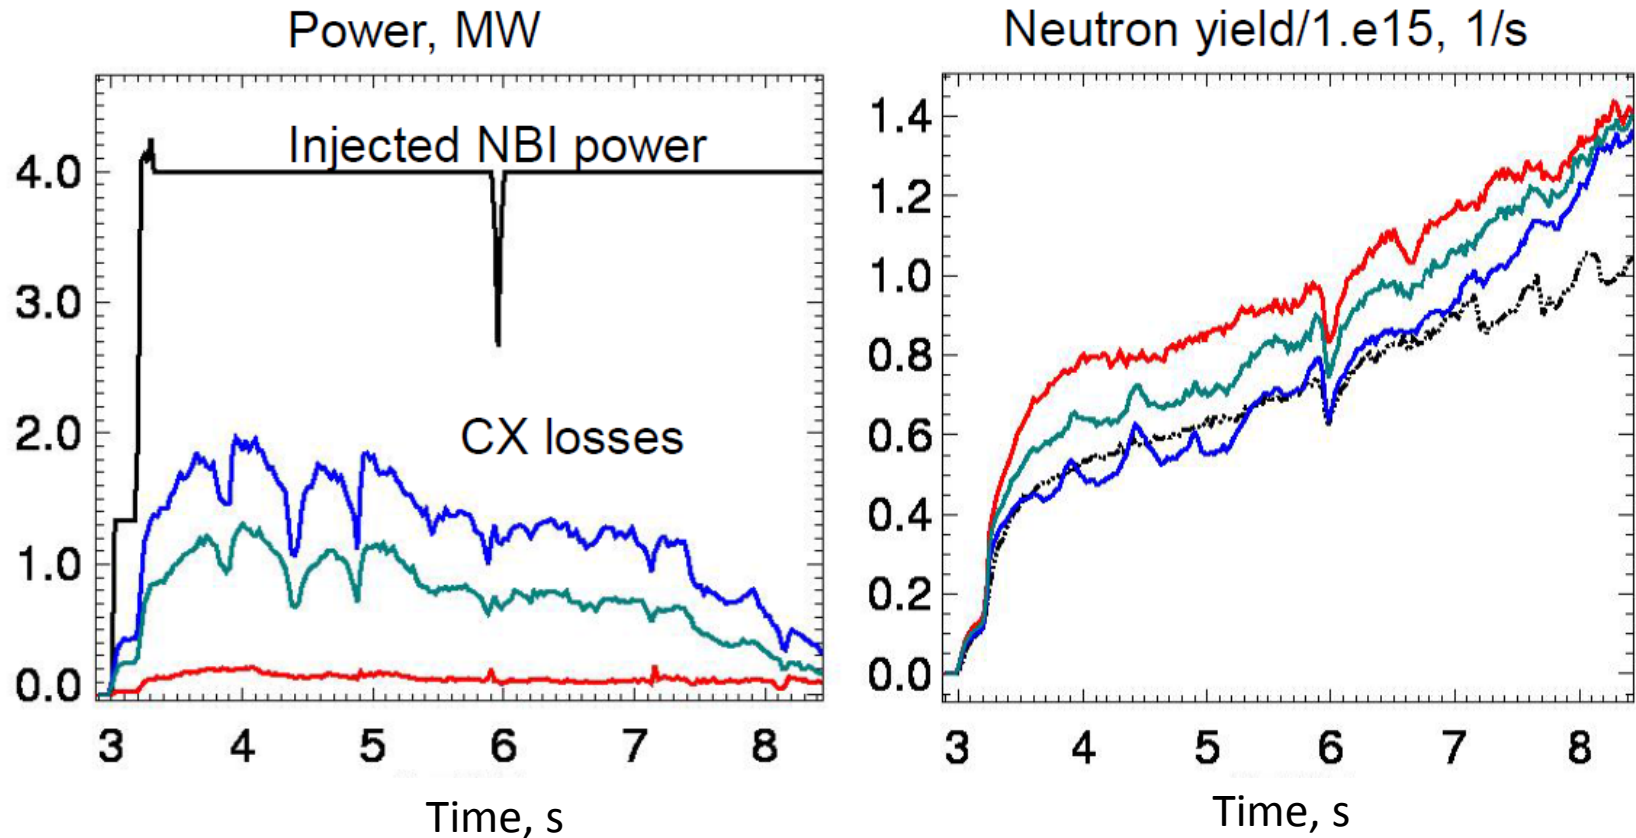 Power, MW
Injected NBI power
CX losses
4.0
3.0
2.0
1.0
0.0
3 4 5 6 7 8
Time, s
Neutron yield/1.e15, 1/s
1.4
1.2
1.0
0.8
0.6
0.4
0.2
0.0
3 4 5 6 7 8
Time, s